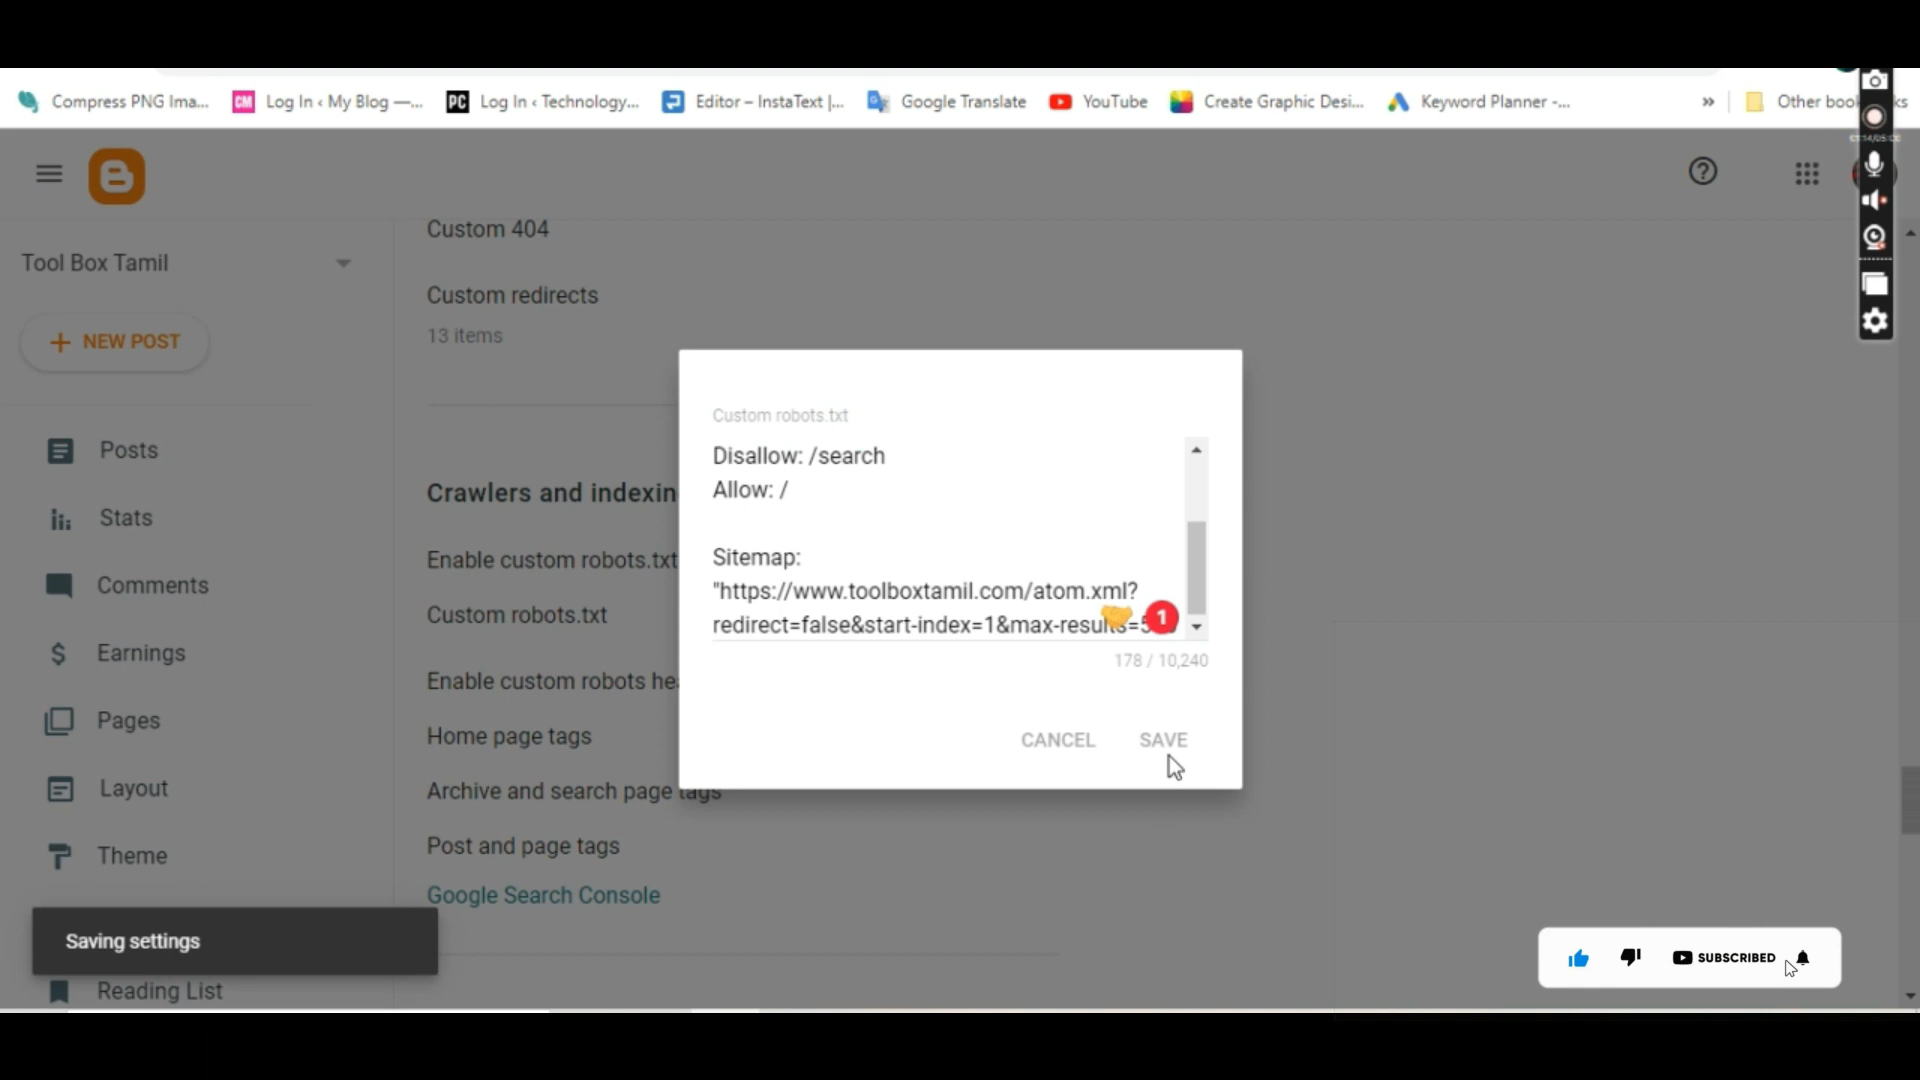 Compress PNG Ima...
CM
Log In ‹ My Blog —...
PC
Log In ‹ Technology...
Editor – InstaText |...
Google Translate
YouTube
Create Graphic Desi...
Keyword Planner -...
»
Other
Tool Box Tamil
+ NEW POST
Posts
Stats
Comments
Earnings
Pages
Layout
Theme
Reading List
Saving settings
Custom 404
Custom redirects
13 items
Crawlers and indexin
Enable custom robots.txt
Custom robots.txt
Enable custom robots he
Home page tags
Archive and search page tags
Post and page tags
Google Search Console
Custom robots.txt
Disallow: /search
Allow: /
Sitemap:
"https://www.toolboxtamil.com/atom.xml?
redirect=false&start-index=1&max-results=5
1
178 / 10,240
CANCEL
SAVE
SUBSCRIBED